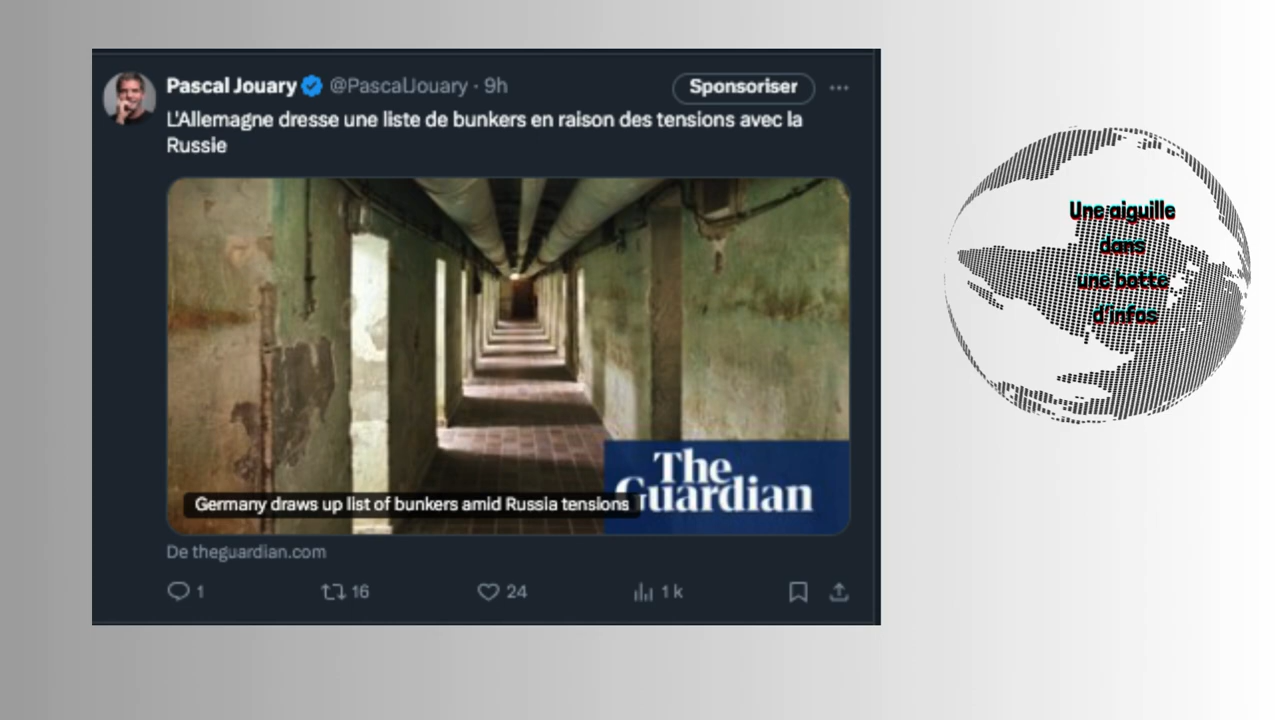 Pascal Jouary @PascalJouary · 9h
Sponsoriser
L'Allemagne dresse une liste de bunkers en raison des tensions avec la
Russie
The
Guardian
Germany draws up list of bunkers amid Russia tensions
De theguardian.com
1 16 24 1 k
Une aiguille
dans
une botte
d'infos